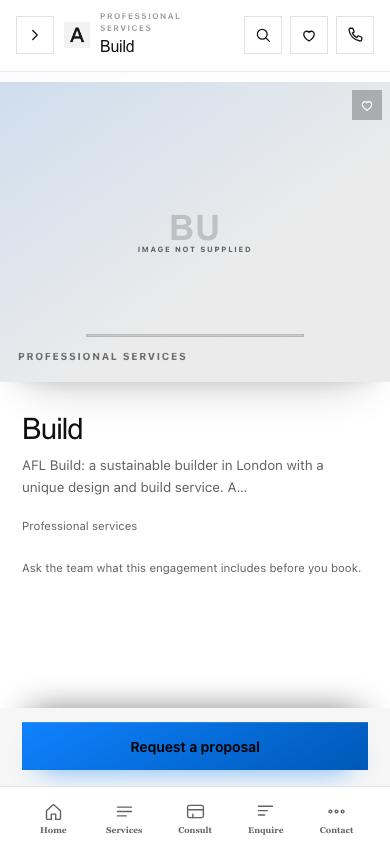 PROFESSIONAL
SERVICES
A
Build
BU
IMAGE NOT SUPPLIED
PROFESSIONAL SERVICES
Build
AFL Build: a sustainable builder in London with a
unique design and build service. A...
Professional services
Ask the team what this engagement includes before you book.
Request a proposal
Home Services Consult Enquire Contact